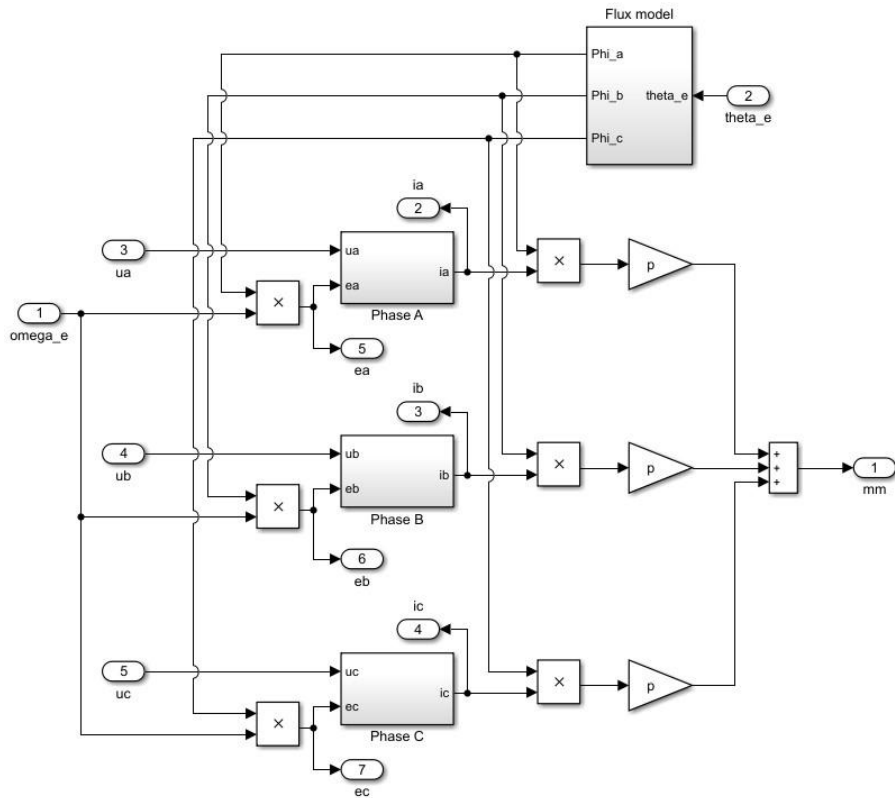 Flux model
Phi_a
Phi_b
theta_e
2
theta_e
Phi_c
ia
2
3
ua
ua
ia
ea
Phase A
×
×
p
1
omega_e
5
ea
ib
3
4
ub
ub
ib
eb
Phase B
×
×
p
+
+
+
1
mm
6
eb
ic
4
5
uc
uc
ic
ec
Phase C
×
×
p
7
ec